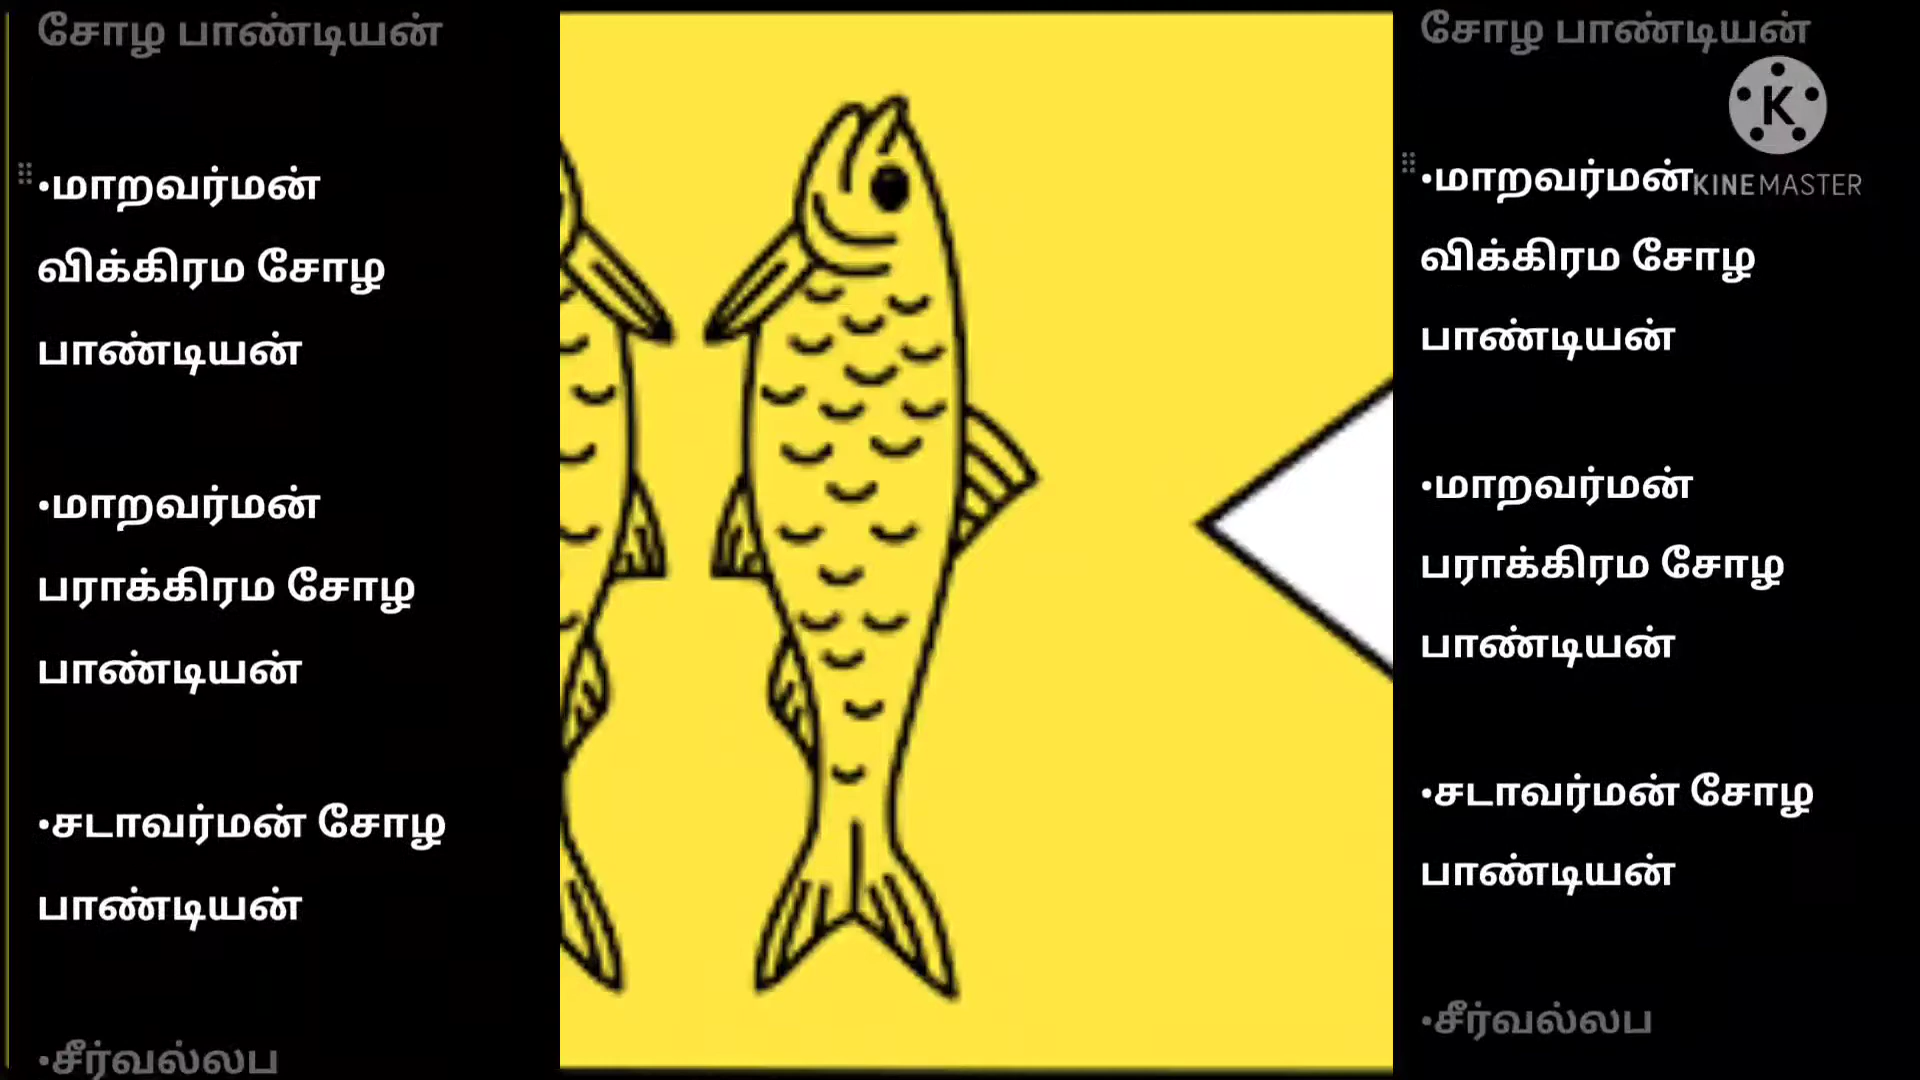 சோழ பாண்டியன்
•மாறவர்மன்
விக்கிரம சோழ
பாண்டியன்
•மாறவர்மன்
பராக்கிரம சோழ
பாண்டியன்
•சடாவர்மன் சோழ
பாண்டியன்
•சீர்வல்லப
சோழ பாண்டியன்
K
KINEMASTER
•மாறவர்மன்
விக்கிரம சோழ
பாண்டியன்
•மாறவர்மன்
பராக்கிரம சோழ
பாண்டியன்
•சடாவர்மன் சோழ
பாண்டியன்
•சீர்வல்லப